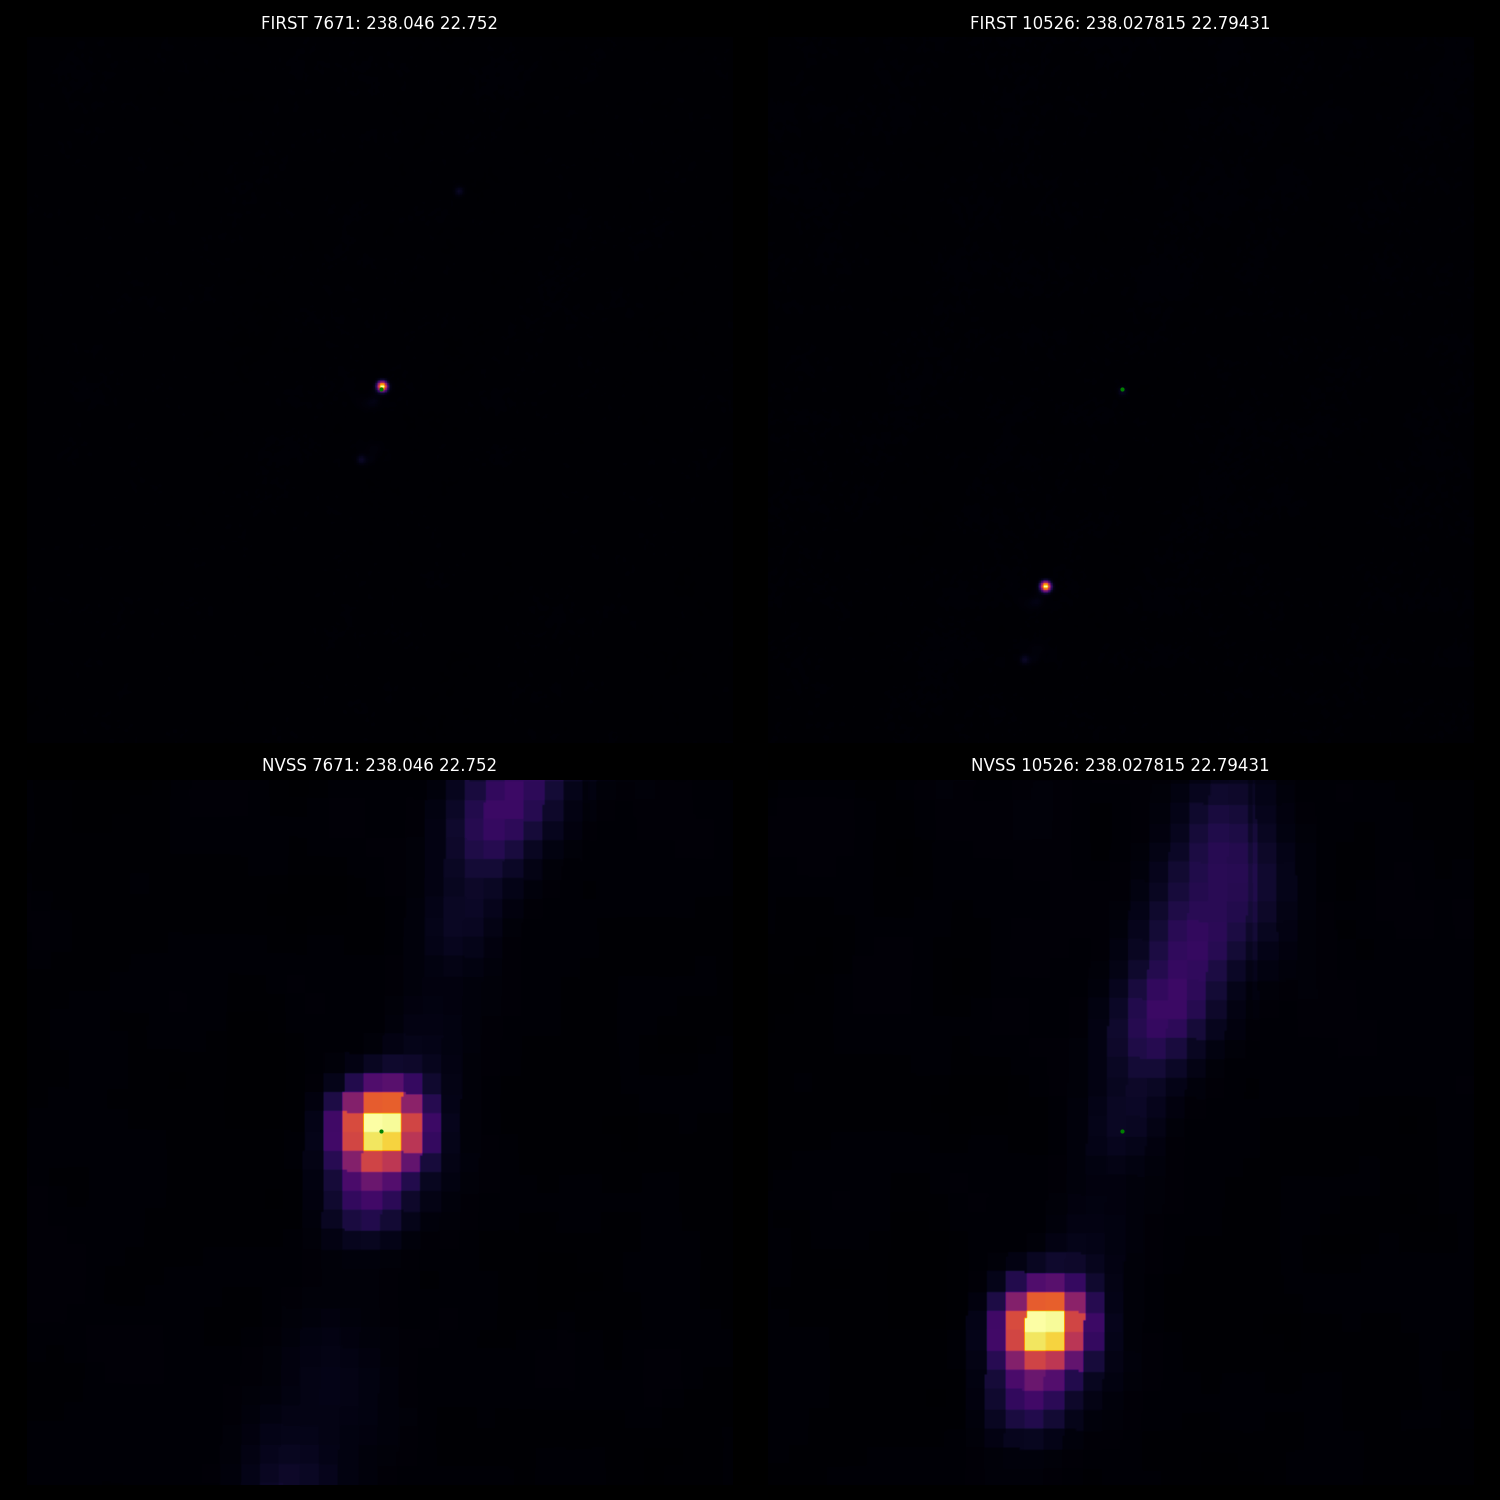 FIRST 7671: 238.046 22.752
FIRST 10526: 238.027815 22.79431
NVSS 7671: 238.046 22.752
NVSS 10526: 238.027815 22.79431